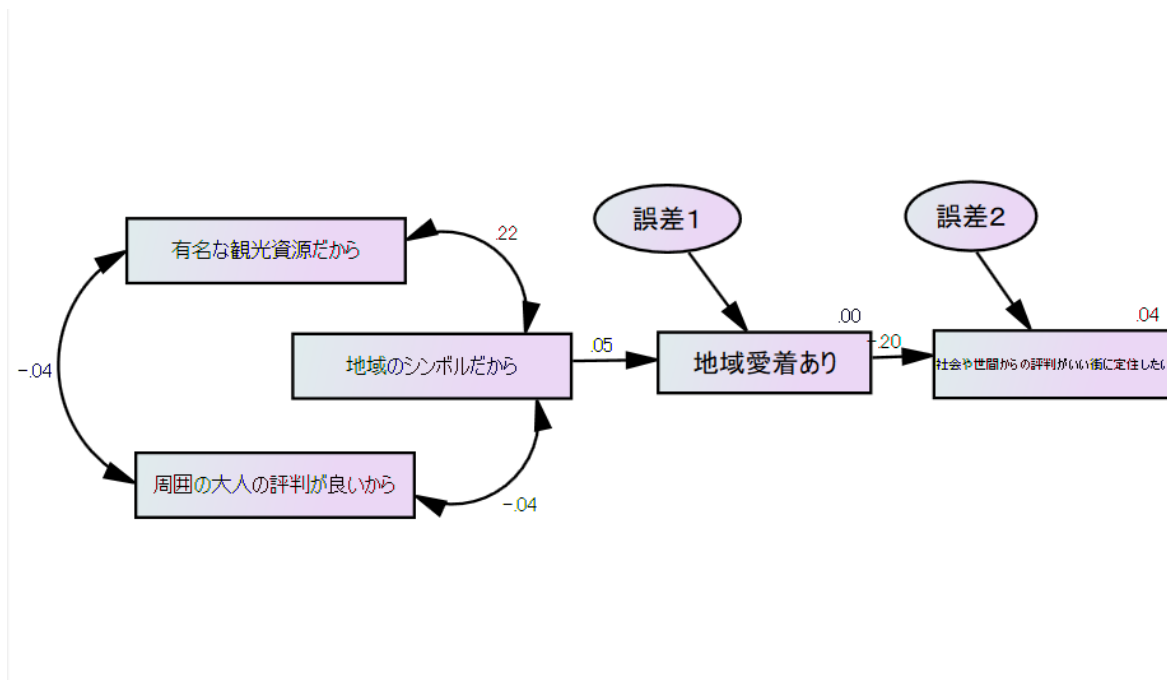 誤差1
誤差2
有名な観光資源だから
.22
.00
.04
地域のシンボルだから
.05
地域愛着あり
-.20
社会や世間からの評判がいい街に定住した
-.04
周囲の大人の評判が良いから
-.04